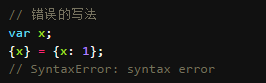 // 错误的写法
var x;
{x} = {x: 1};
// SyntaxError: syntax error